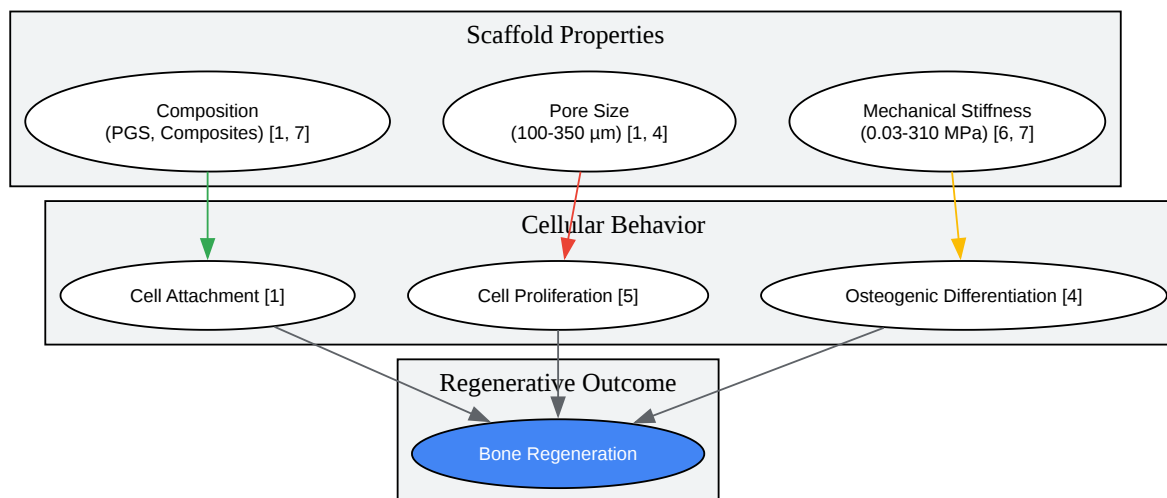 Scaffold Properties
Composition
(PGS, Composites) [1, 7]
Pore Size
(100-350 µm) [1, 4]
Mechanical Stiffness
(0.03-310 MPa) [6, 7]
Cellular Behavior
Cell Attachment [1]
Cell Proliferation [5]
Osteogenic Differentiation [4]
Regenerative Outcome
Bone Regeneration